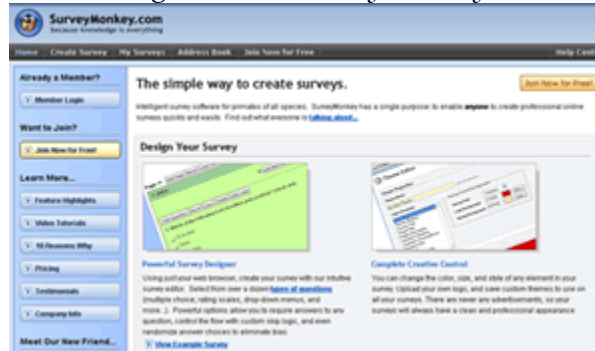 SurveyMonkey.com
because knowledge is everything
Home Create Survey My Surveys Address Book Join Now for Free Help Cent
Already a Member?
Member Login
Want to Join?
Join Now for Free!
Learn More...
Feature Highlights
Video Tutorials
10 Reasons Why
Pricing
Testimonials
Company Info
Meet Our New Friend...
The simple way to create surveys.
Join Now for Free!
Intelligent survey software for primates of all species. SurveyMonkey has a single purpose: to enable anyone to create professional online
surveys quickly and easily. Find out what everyone is talking about...
Design Your Survey
Powerful Survey Designer
Using just your web browser, create your survey with our intuitive
survey editor. Select from over a dozen types of questions
(multiple choice, rating scales, drop-down menus, and
more...). Powerful options allow you to require answers to any
question, control the flow with custom skip logic, and even
randomize answer choices to eliminate bias.
View Example Survey
Complete Creative Control
You can change the color, size, and style of any element in your
survey. Upload your own logo, and save custom themes to use on
all your surveys. There are never any advertisements, so your
surveys will always have a clean and professional appearance.